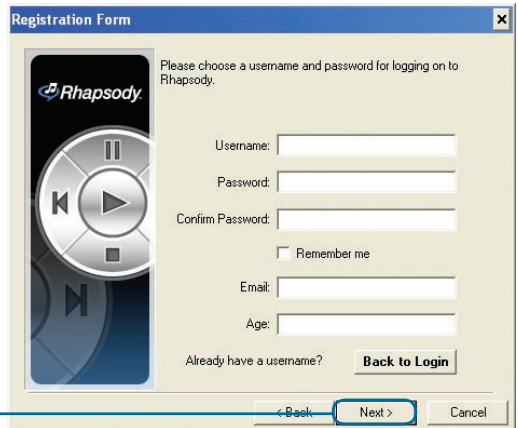 Registration Form
Rhapsody.
Please choose a username and password for logging on to
Rhapsody.
Username:
Password:
Confirm Password:
Remember me
Email:
Age:
Already have a username? Back to Login
< Back Next > Cancel